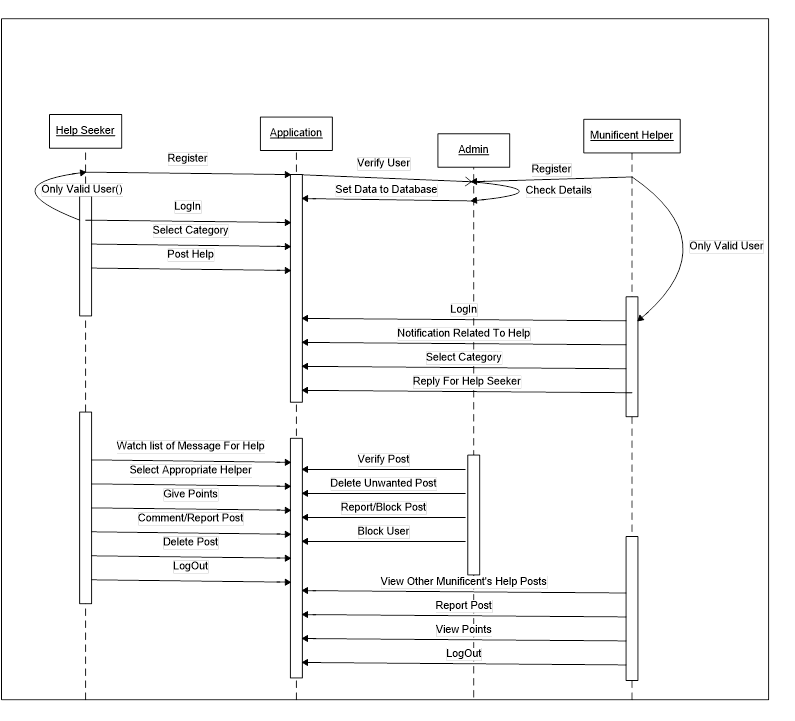 Help Seeker
Application
Admin
Munificent Helper
Register
Verify User
Register
Only Valid User()
Set Data to Database
Check Details
LogIn
Select Category
Post Help
Only Valid User
LogIn
Notification Related To Help
Select Category
Reply For Help Seeker
Watch list of Message For Help
Verify Post
Select Appropriate Helper
Delete Unwanted Post
Give Points
Report/Block Post
Comment/Report Post
Block User
Delete Post
LogOut
View Other Munificent's Help Posts
Report Post
View Points
LogOut